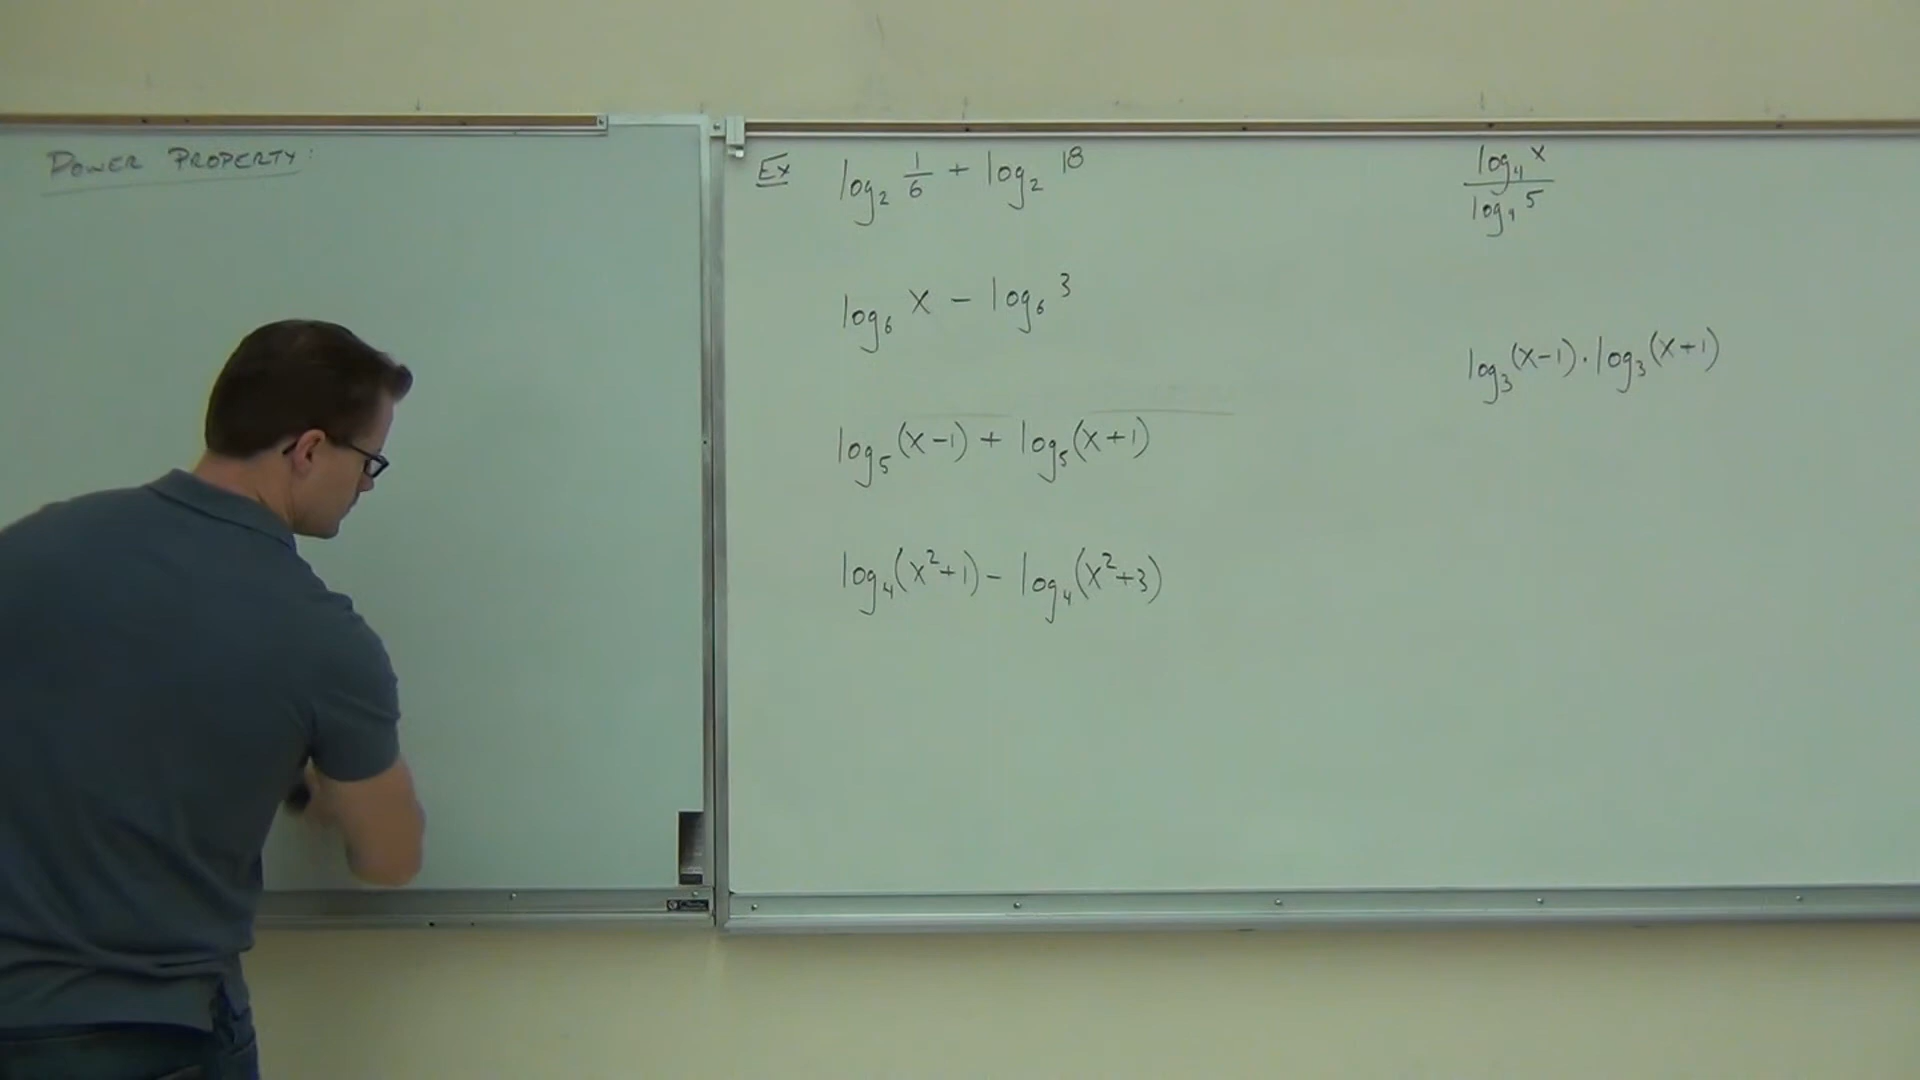 POWER PROPERTY:
Ex log₂ 1/6 + log₂ 18
log₆ x - log₆ 3
log₅(x-1) + log₅(x+1)
log₄(x²+1) - log₄(x²+3)
log₄ x / log₄ 5
log₃(x-1) · log₃(x+1)